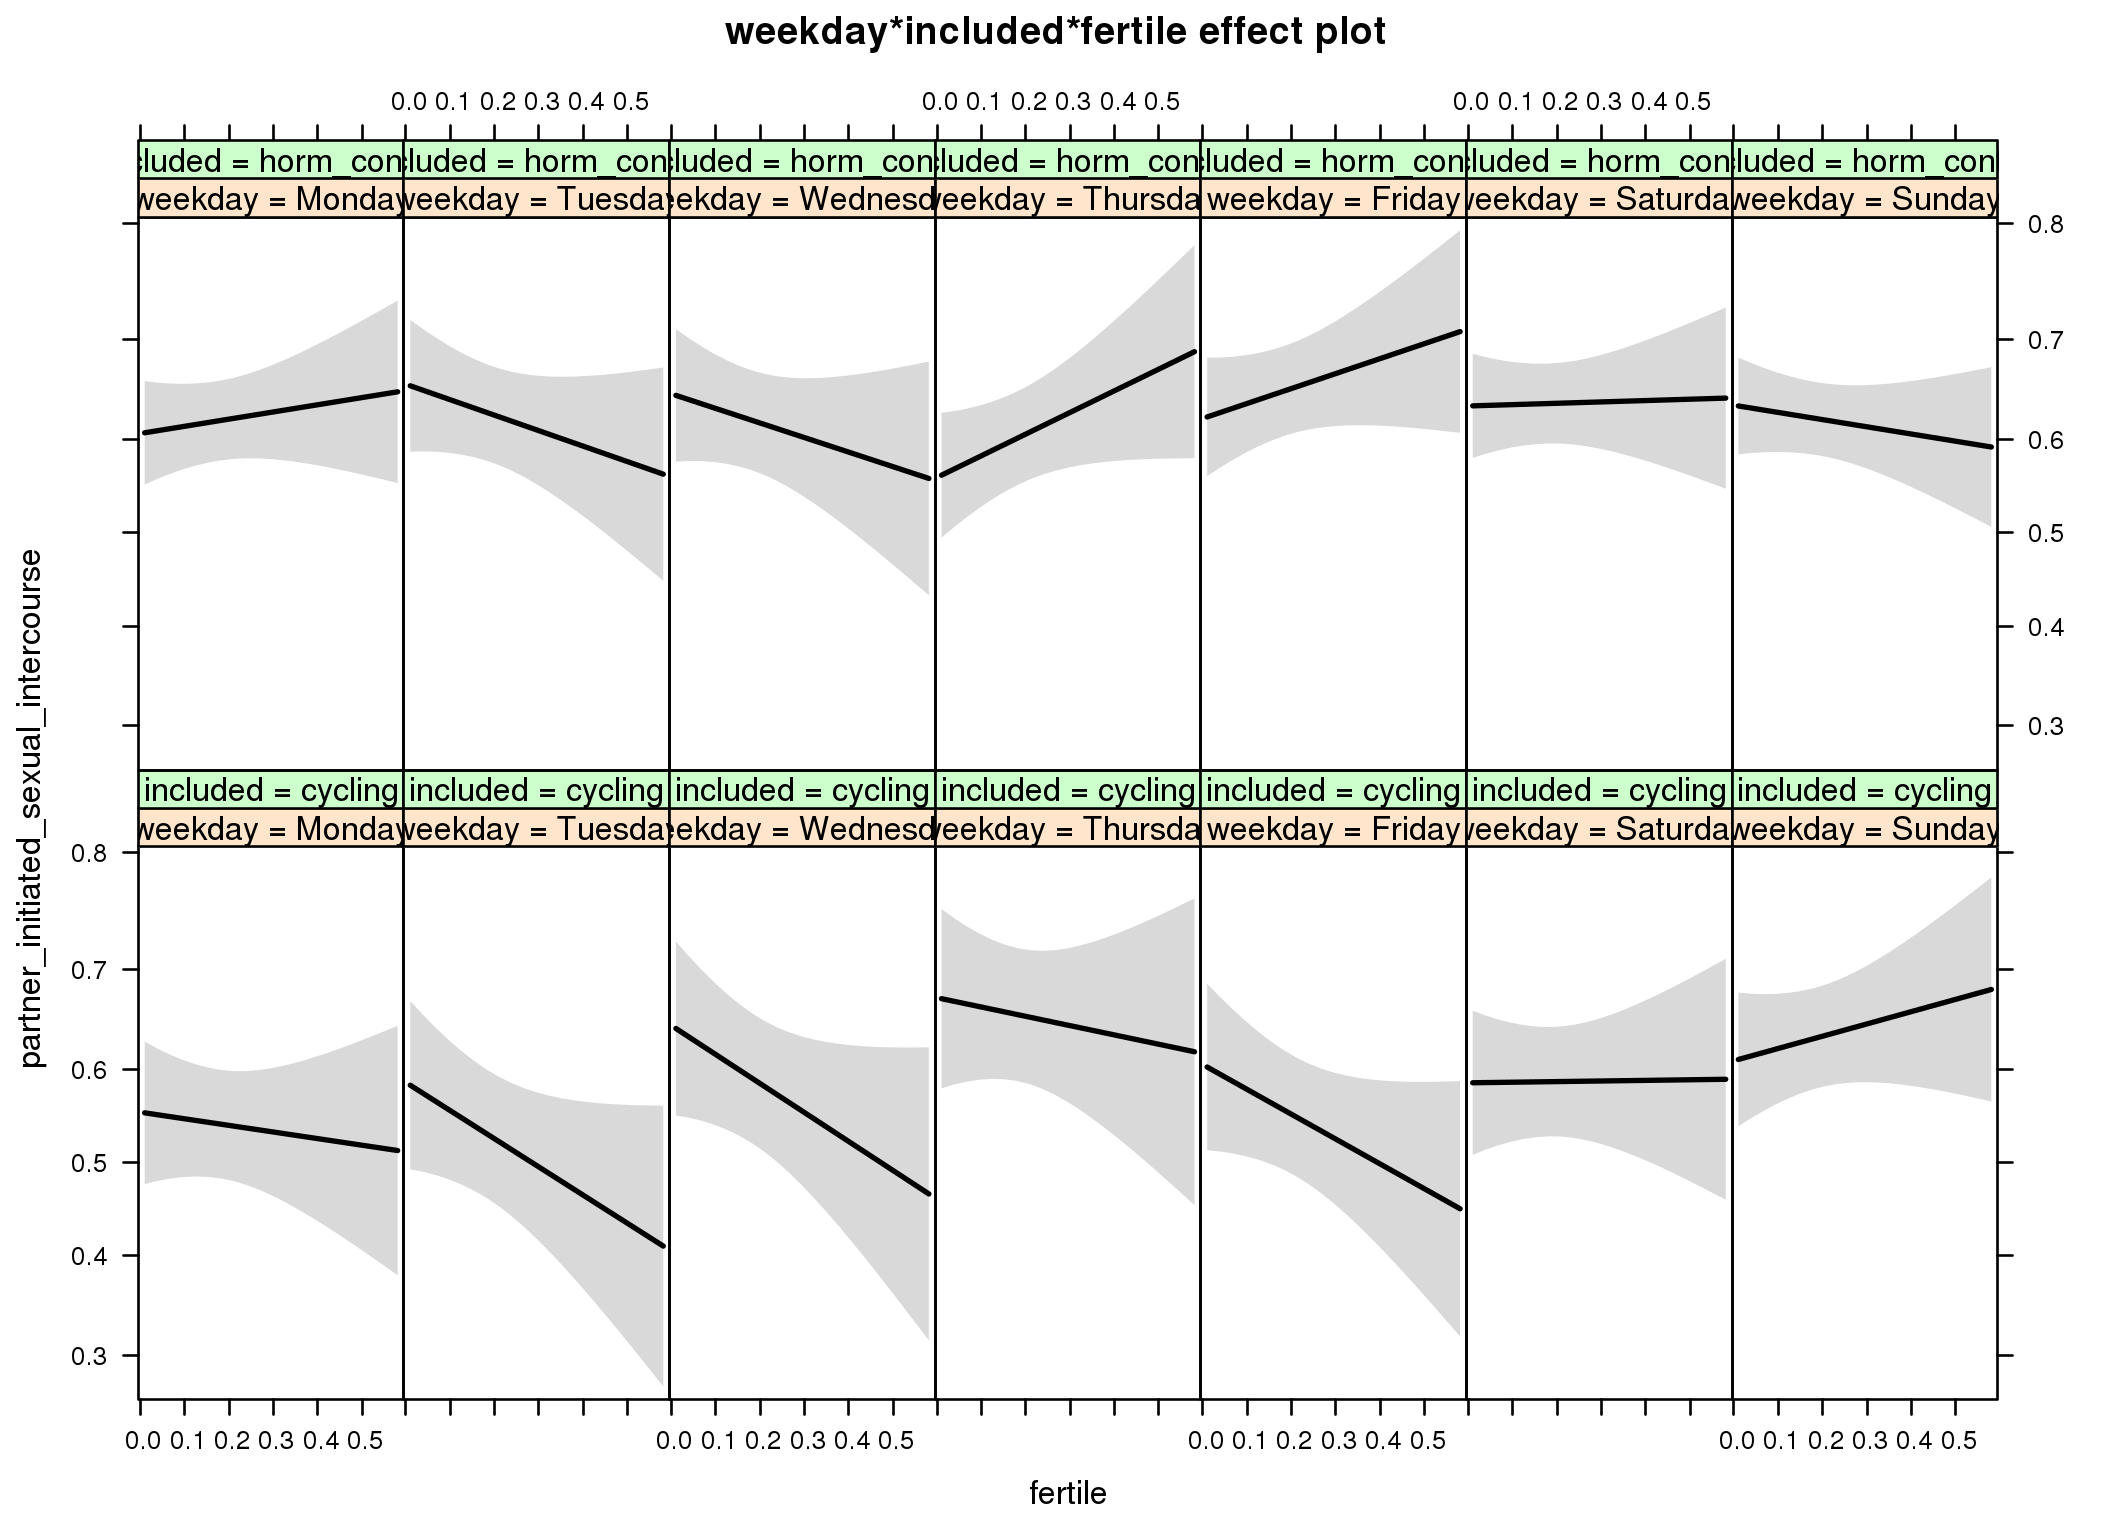 weekday*included*fertile effect plot
0.0 0.1 0.2 0.3 0.4 0.5 0.0 0.1 0.2 0.3 0.4 0.5 0.0 0.1 0.2 0.3 0.4 0.5
cluded = horm_con cluded = horm_con cluded = horm_con cluded = horm_con cluded = horm_con cluded = horm_con cluded = horm_con
weekday = Monday weekday = Tuesday eekday = Wednesd weekday = Thursda weekday = Friday weekday = Saturda weekday = Sunday
0.8
0.7
0.6
0.5
0.4
0.3
partner_initiated_sexual_intercourse
included = cycling included = cycling included = cycling included = cycling included = cycling included = cycling included = cycling
weekday = Monday weekday = Tuesday eekday = Wednesd weekday = Thursda weekday = Friday weekday = Saturda weekday = Sunday
0.8
0.7
0.6
0.5
0.4
0.3
0.0 0.1 0.2 0.3 0.4 0.5 0.0 0.1 0.2 0.3 0.4 0.5 0.0 0.1 0.2 0.3 0.4 0.5 0.0 0.1 0.2 0.3 0.4 0.5
fertile